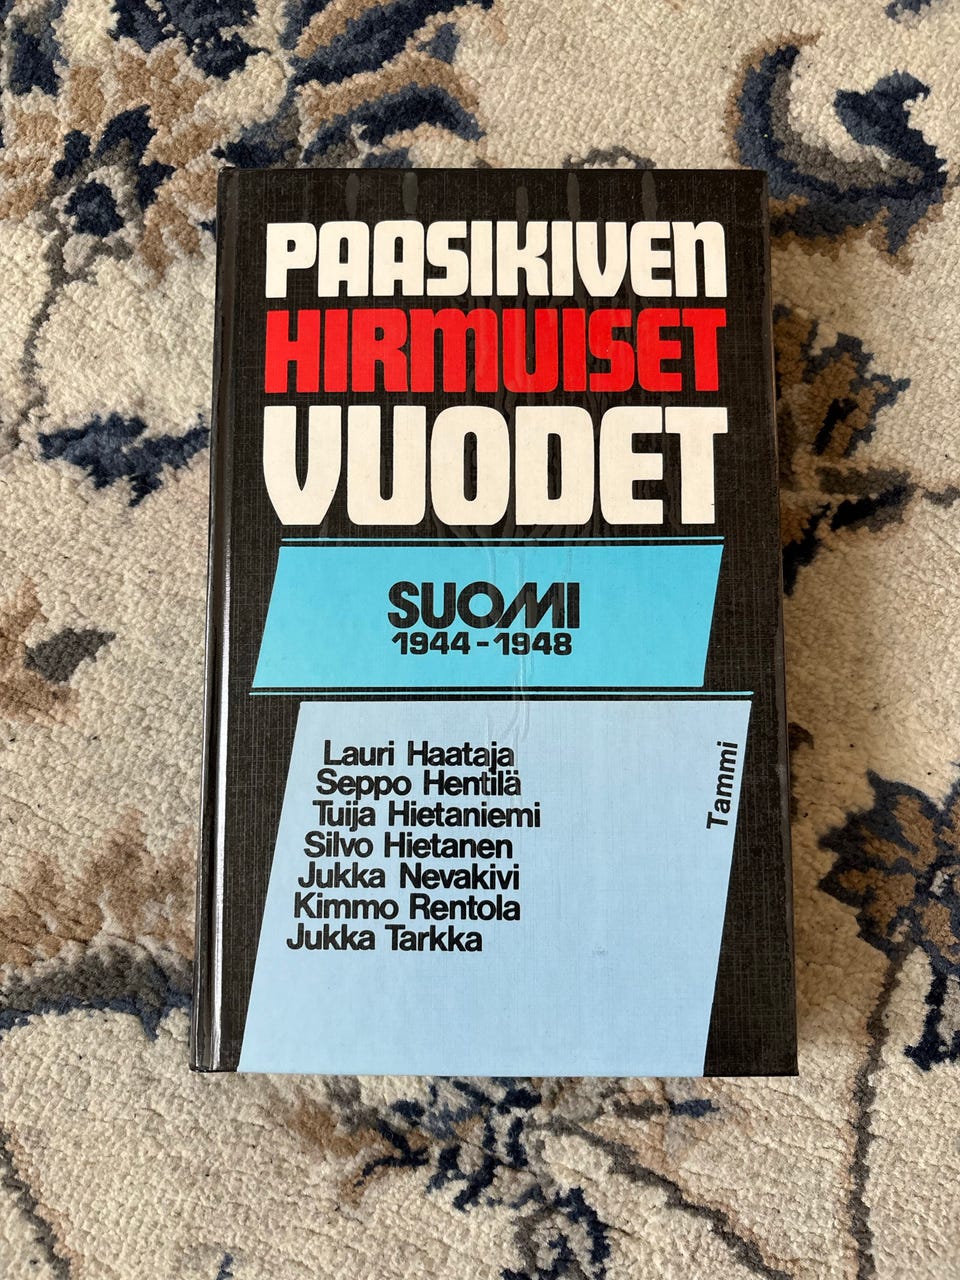 PAASIKIVEN
HIRMUISET
VUODET
SUOMI
1944-1948
Lauri Haataja
Seppo Hentilä
Tuija Hietaniemi
Silvo Hietanen
Jukka Nevakivi
Kimmo Rentola
Jukka Tarkka
Tammi